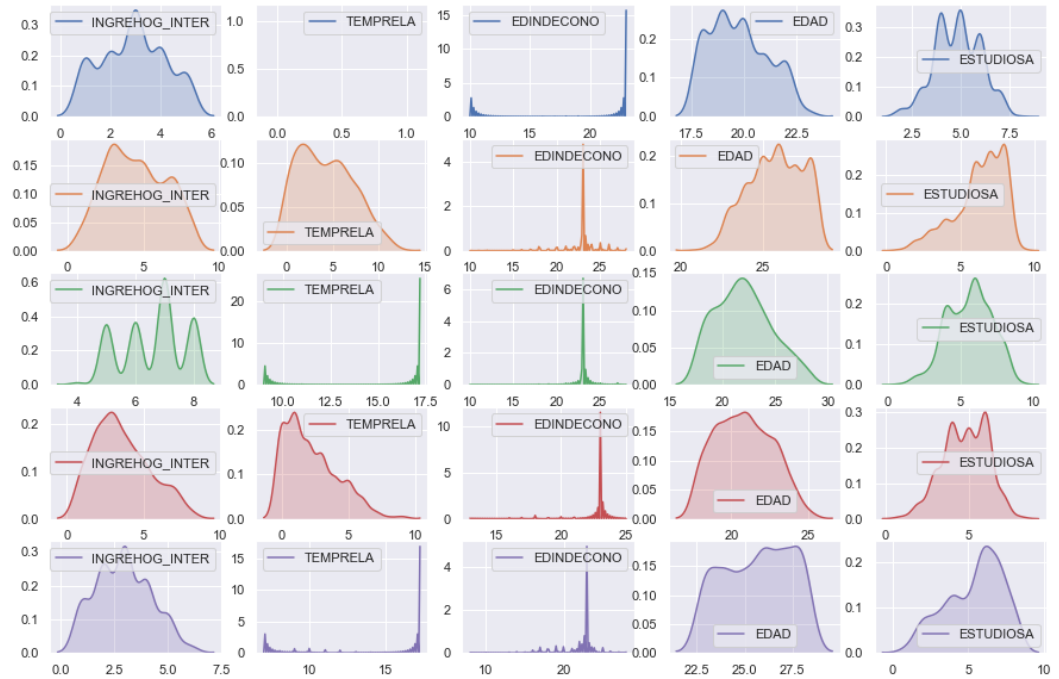 INGREHOG_INTER
0.3
0.2
0.1
0.0
0 2 4 6
TEMPRELA
1.0
0.5
0.0
0.0 0.5 1.0
EDINDECONO
15
10
5
0
10 20
EDAD
0.2
0.1
0.0
17.5 20.0 22.5
ESTUDIOSA
0.3
0.2
0.1
0.0
2.5 5.0 7.5
INGREHOG_INTER
0.15
0.10
0.05
0.00
0 5 10
TEMPRELA
0.10
0.05
0.00
0 5 10 15
EDINDECONO
4
2
0
10 15 20 25
EDAD
0.2
0.1
0.0
20 25
ESTUDIOSA
0.2
0.1
0.0
0 5 10
INGREHOG_INTER
0.6
0.4
0.2
0.0
4 6 8
TEMPRELA
20
10
0
10.0 12.5 15.0 17.5
EDINDECONO
6
4
2
0
10 15 20 25
EDAD
0.15
0.10
0.05
0.00
15 20 25 30
ESTUDIOSA
0.2
0.1
0.0
0 5 10
INGREHOG_INTER
0.2
0.1
0.0
0 5 10
TEMPRELA
0.2
0.1
0.0
0 5 10
EDINDECONO
10
5
0
15 20 25
EDAD
0.15
0.10
0.05
0.00
20 25
ESTUDIOSA
0.3
0.2
0.1
0.0
0 5 10
INGREHOG_INTER
0.3
0.2
0.1
0.0
0.0 2.5 5.0 7.5
TEMPRELA
15
10
5
0
10 15
EDINDECONO
4
2
0
10 20
EDAD
0.15
0.10
0.05
0.00
22.5 25.0 27.5
ESTUDIOSA
0.2
0.1
0.0
0 5 10